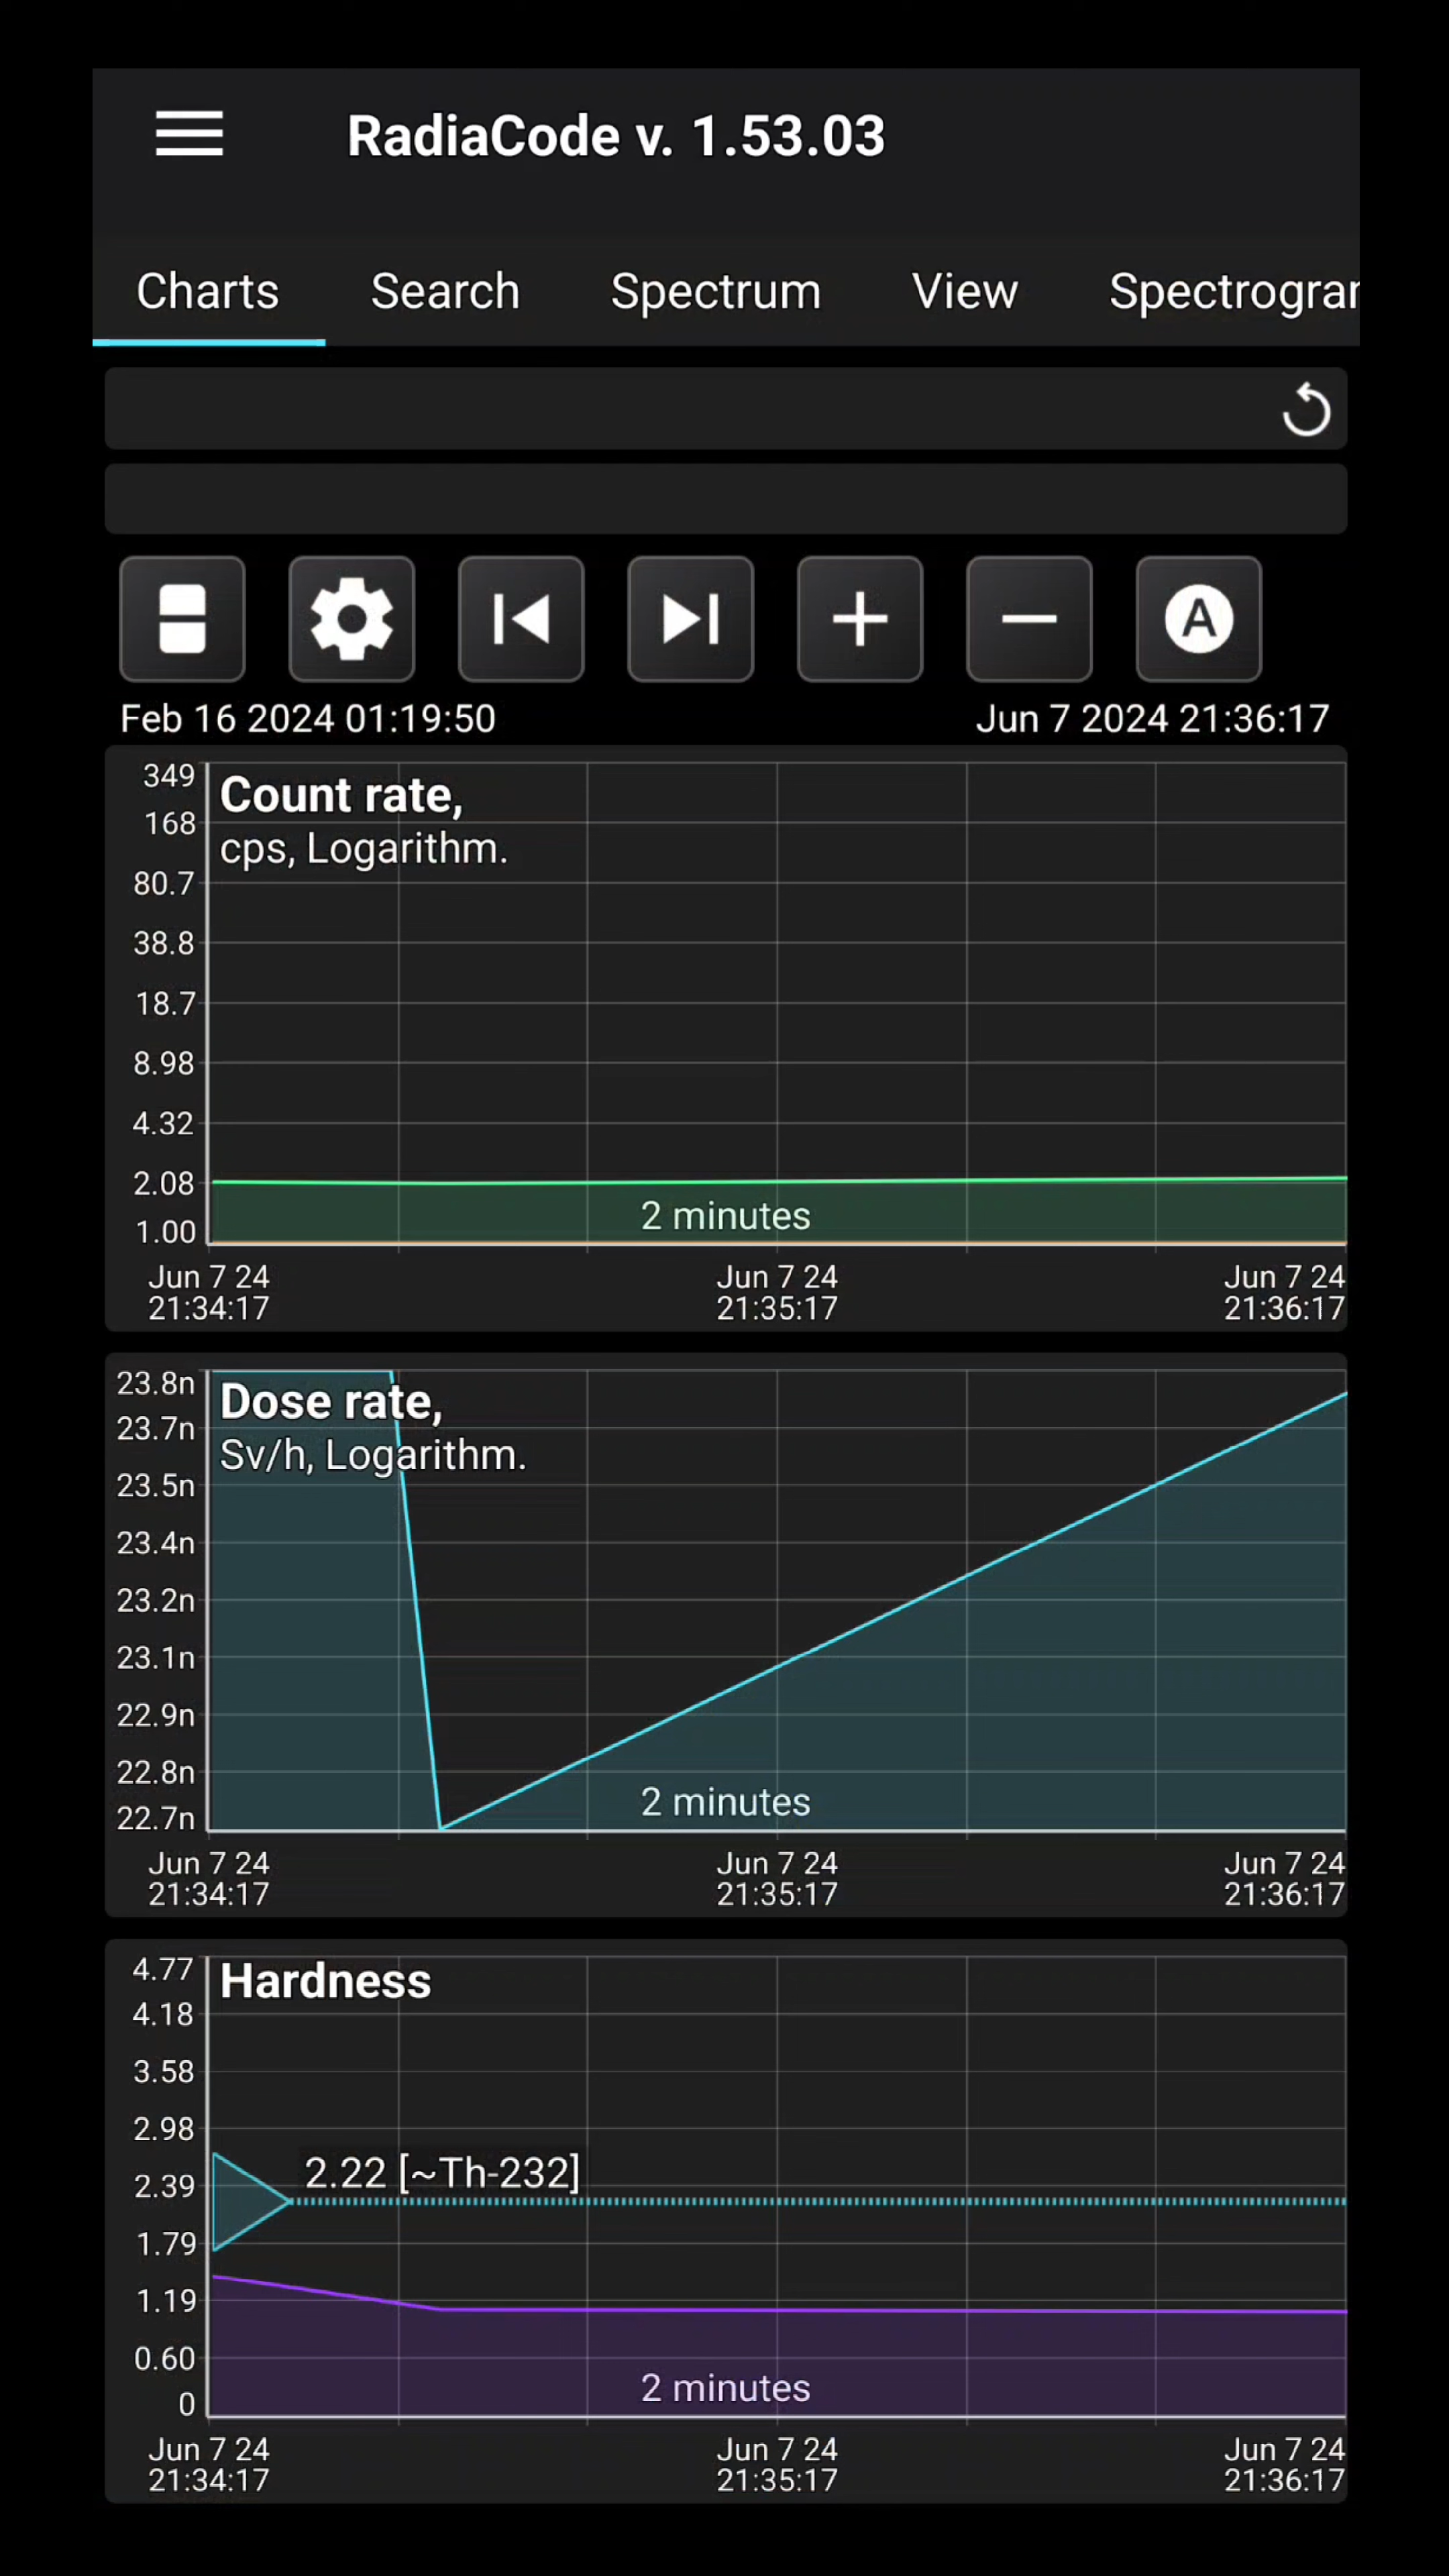 RadiaCode v. 1.53.03
Charts Search Spectrum View Spectrogra
A
Feb 16 2024 01:19:50 Jun 7 2024 21:36:17
349
Count rate,
168
cps, Logarithm.
80.7
38.8
18.7
8.98
4.32
2.08
2 minutes
1.00
Jun 7 24 Jun 7 24 Jun 7 24
21:34:17 21:35:17 21:36:17
23.8n
Dose rate,
23.7n
Sv/h, Logarithm.
23.5n
23.4n
23.2n
23.1n
22.9n
22.8n
2 minutes
22.7n
Jun 7 24 Jun 7 24 Jun 7 24
21:34:17 21:35:17 21:36:17
4.77
Hardness
4.18
3.58
2.98
2.22 [~Th-232]
2.39
1.79
1.19
0.60
2 minutes
0
Jun 7 24 Jun 7 24 Jun 7 24
21:34:17 21:35:17 21:36:17